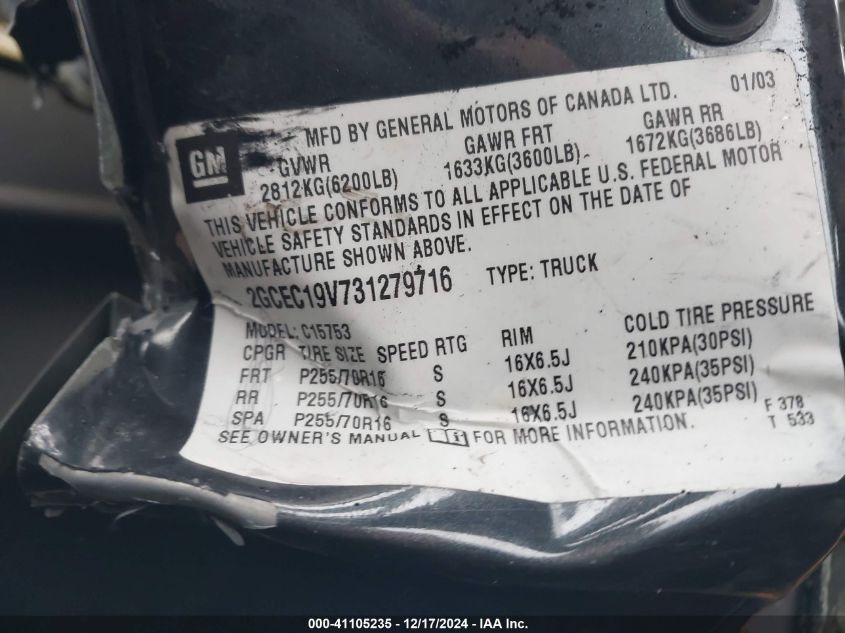 MFD BY GENERAL MOTORS OF CANADA LTD. 01/03
GM
GVWR GAWR FRT GAWR RR
2812KG(6200LB) 1633KG(3600LB) 1672KG(3686LB)
THIS VEHICLE CONFORMS TO ALL APPLICABLE U.S. FEDERAL MOTOR
VEHICLE SAFETY STANDARDS IN EFFECT ON THE DATE OF
MANUFACTURE SHOWN ABOVE.
2GCEC19V731279716 TYPE: TRUCK
MODEL: C15753
CPGR TIRE SIZE SPEED RTG RIM COLD TIRE PRESSURE
FRT P255/70R16 S 16X6.5J 210KPA(30PSI)
RR P255/70R16 S 16X6.5J 240KPA(35PSI)
SPA P255/70R16 S 16X6.5J 240KPA(35PSI)
SEE OWNER'S MANUAL FOR MORE INFORMATION.
F 378
T 533
000-41105235 - 12/17/2024 - IAA Inc.